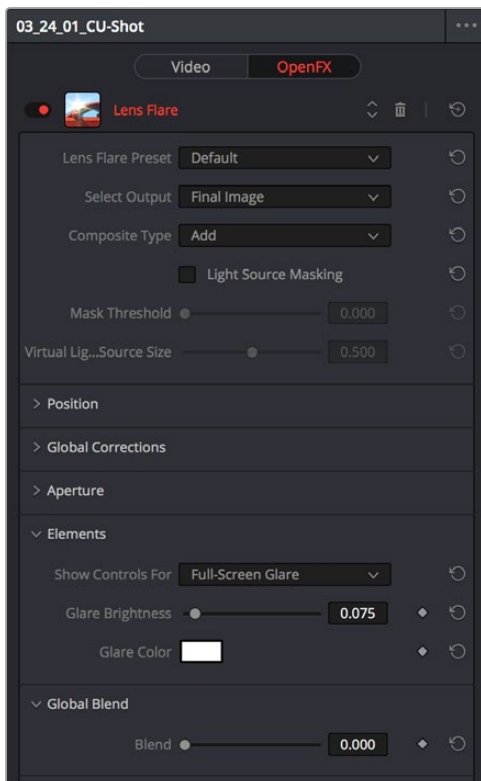 03_24_01_CU-Shot
Video OpenFX
Lens Flare
Lens Flare Preset Default
Select Output Final Image
Composite Type Add
Light Source Masking
Mask Threshold 0.000
Virtual Lig...Source Size 0.500
Position
Global Corrections
Aperture
Elements
Show Controls For Full-Screen Glare
Glare Brightness 0.075
Glare Color
Global Blend
Blend 0.000